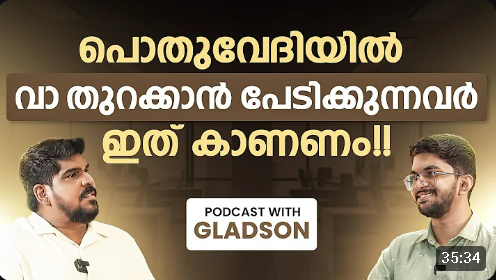 പൊതുവേദിയിൽ
വാ തുറക്കാൻ പേടിക്കുന്നവർ
ഇത് കാണണം!!
PODCAST WITH
GLADSON
35:34